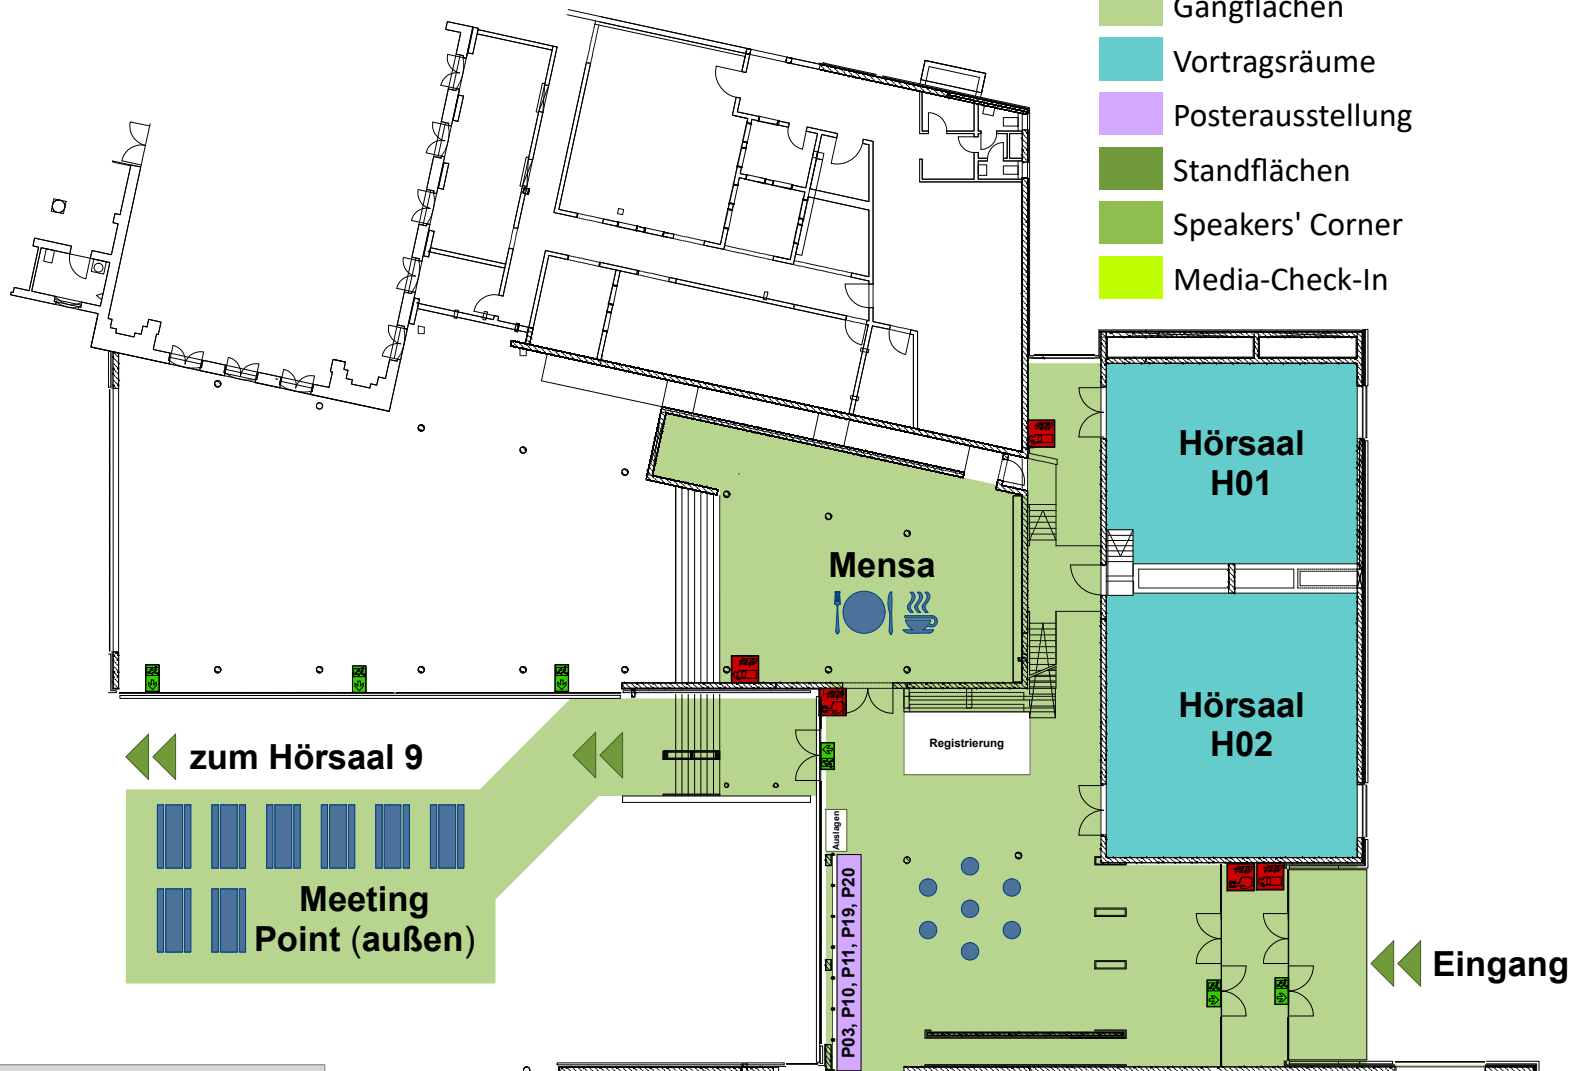 Gangflächen
Vortragsräume
Posterausstellung
Standflächen
Speakers' Corner
Media-Check-In
Hörsaal
H01
Mensa
Hörsaal
H02
Registrierung
zum Hörsaal 9
Auslagen
Meeting
Point (außen)
P03, P10, P11, P19, P20
Eingang